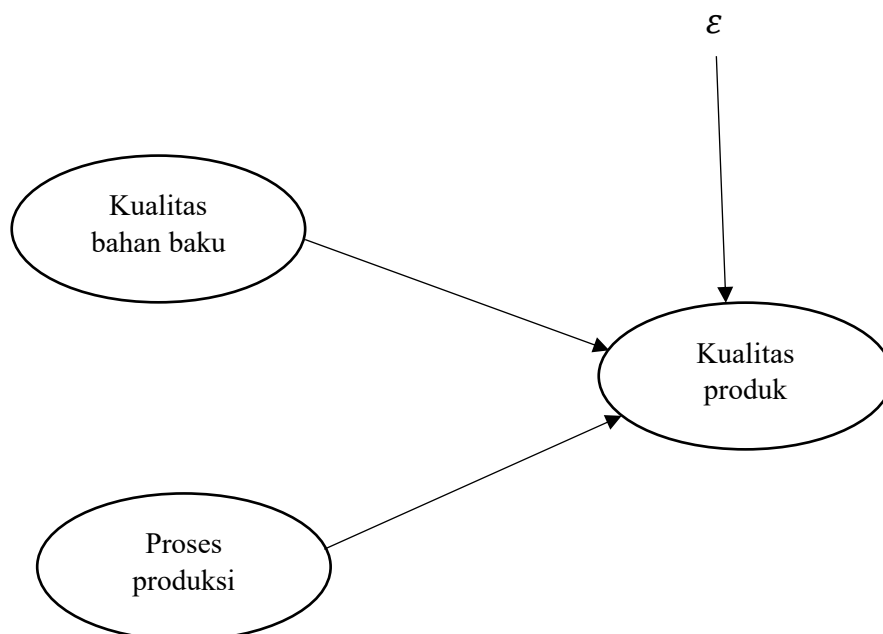 ε
Kualitas
bahan baku
Kualitas
produk
Proses
produksi